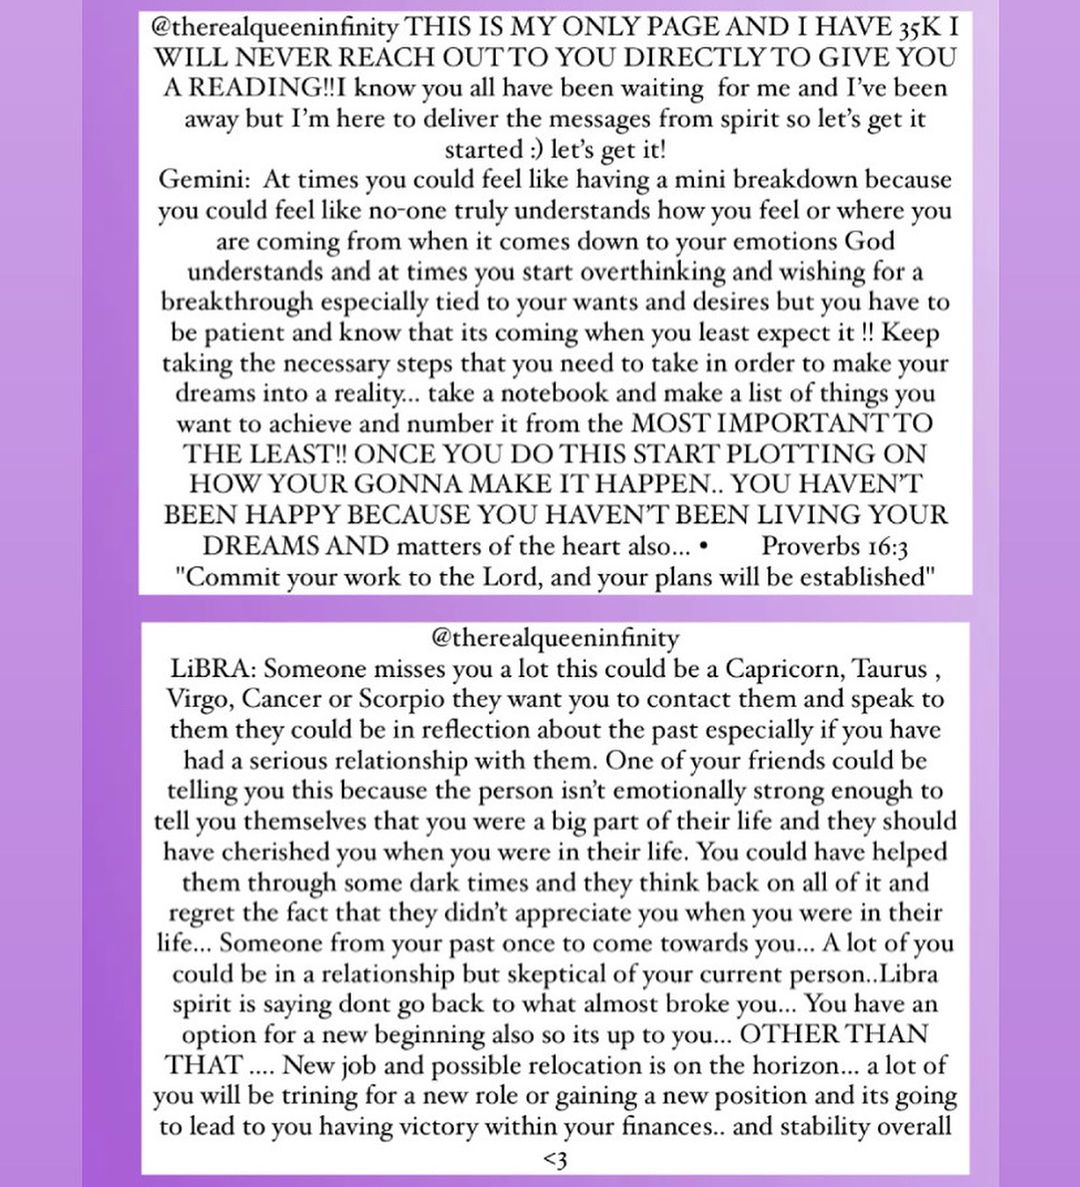 @therealqueeninfinity THIS IS MY ONLY PAGE AND I HAVE 35K I
WILL NEVER REACH OUT TO YOU DIRECTLY TO GIVE YOU
A READING!!I know you all have been waiting  for me and I’ve been
away but I’m here to deliver the messages from spirit so let’s get it
started :) let’s get it!
Gemini:  At times you could feel like having a mini breakdown because
you could feel like no-one truly understands how you feel or where you
are coming from when it comes down to your emotions God
understands and at times you start overthinking and wishing for a
breakthrough especially tied to your wants and desires but you have to
be patient and know that its coming when you least expect it !! Keep
taking the necessary steps that you need to take in order to make your
dreams into a reality... take a notebook and make a list of things you
want to achieve and number it from the MOST IMPORTANT TO
THE LEAST!! ONCE YOU DO THIS START PLOTTING ON
HOW YOUR GONNA MAKE IT HAPPEN.. YOU HAVEN’T
BEEN HAPPY BECAUSE YOU HAVEN’T BEEN LIVING YOUR
DREAMS AND matters of the heart also... •       Proverbs 16:3
"Commit your work to the Lord, and your plans will be established"
@therealqueeninfinity
LiBRA: Someone misses you a lot this could be a Capricorn, Taurus ,
Virgo, Cancer or Scorpio they want you to contact them and speak to
them they could be in reflection about the past especially if you have
had a serious relationship with them. One of your friends could be
telling you this because the person isn’t emotionally strong enough to
tell you themselves that you were a big part of their life and they should
have cherished you when you were in their life. You could have helped
them through some dark times and they think back on all of it and
regret the fact that they didn’t appreciate you when you were in their
life... Someone from your past once to come towards you... A lot of you
could be in a relationship but skeptical of your current person..Libra
spirit is saying dont go back to what almost broke you... You have an
option for a new beginning also so its up to you... OTHER THAN
THAT .... New job and possible relocation is on the horizon... a lot of
you will be trining for a new role or gaining a new position and its going
to lead to you having victory within your finances.. and stability overall
<3